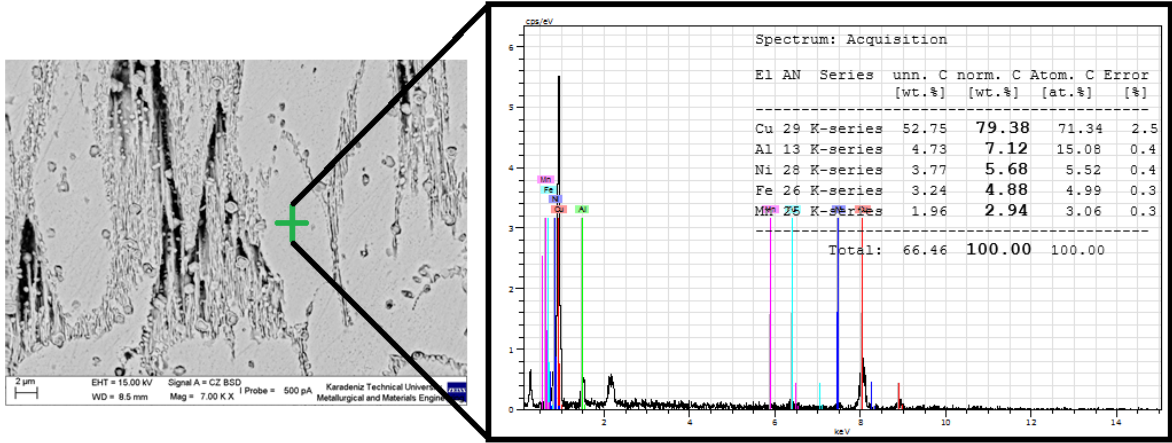 2 µm
EHT = 15.00 kV
WD = 8.5 mm
Signal A = CZ BSD
Mag = 7.00 K X
I Probe = 500 pA
Karadeniz Technical
Metallurgical and Materials
ZEISS
cps/eV
Spectrum: Acquisition
El AN Series unn. C norm. C Atom. C Error
[wt.%] [wt.%] [at.%] [%]
Cu 29 K-series 52.75 79.38 71.34 2.5
Al 13 K-series 4.73 7.12 15.08 0.4
Ni 28 K-series 3.77 5.68 5.52 0.4
Fe 26 K-series 3.24 4.88 4.99 0.3
Mn 25 K-series 1.96 2.94 3.06 0.3
Total: 66.46 100.00 100.00
6
5
4
3
2
1
0
Mn
Fe
Cu
Al
2 4 6 8 10 12 14
keV